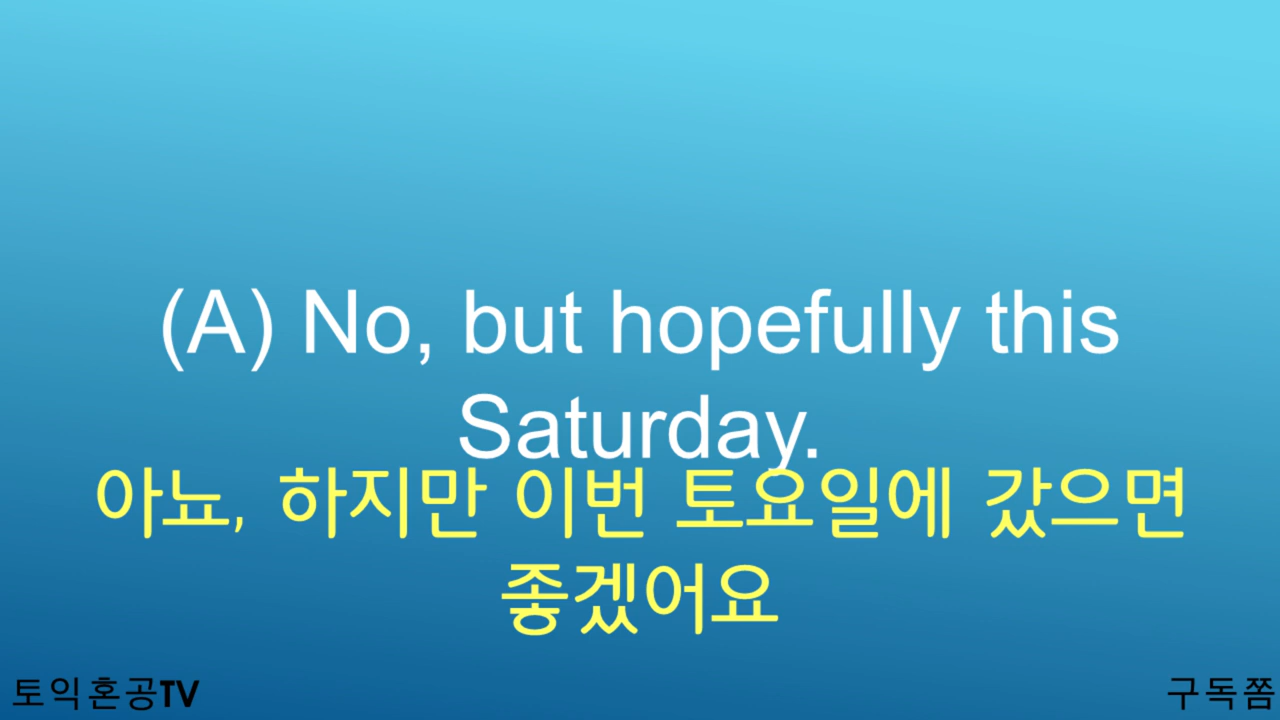 (A) No, but hopefully this
Saturday.
아뇨, 하지만 이번 토요일에 갔으면
좋겠어요
토익혼공TV
구독쫌